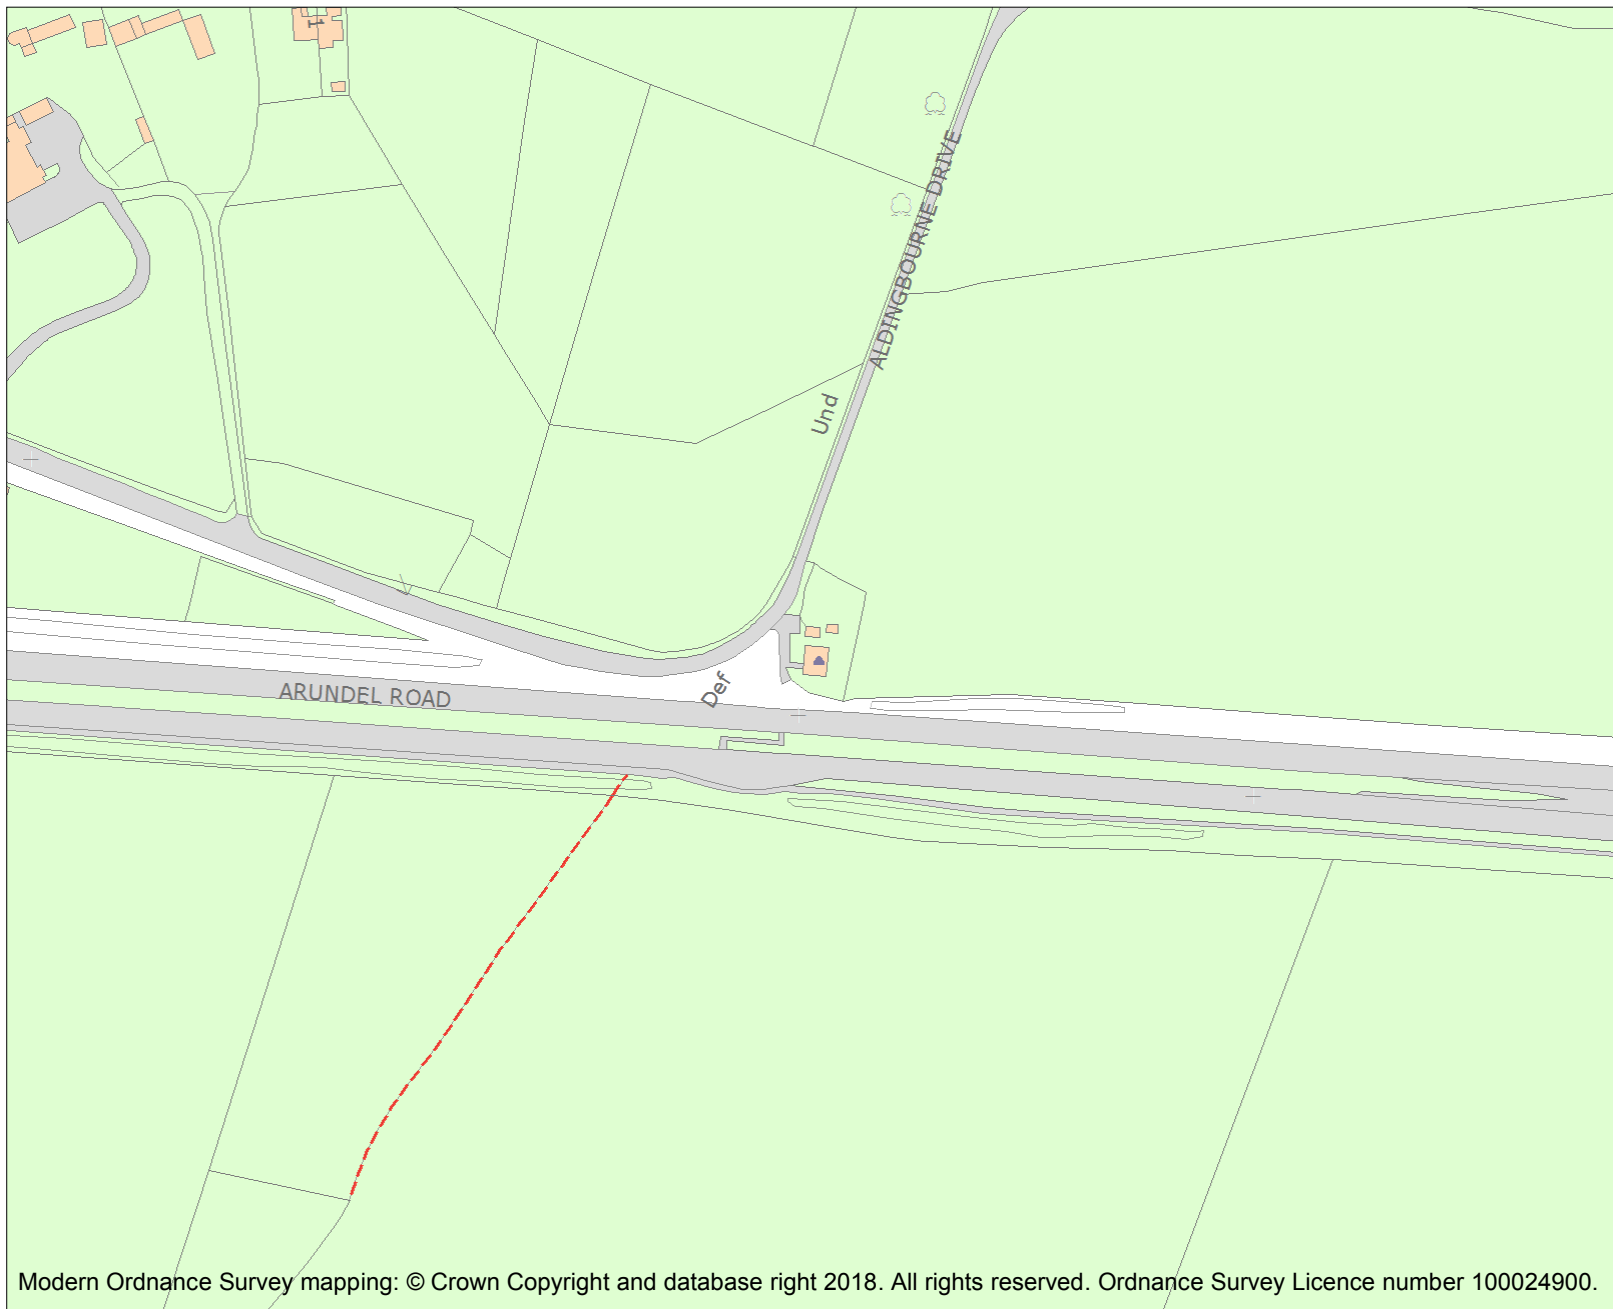 1
ALDINGBOURNE DRIVE
Und
ARUNDEL ROAD
Def
Modern Ordnance Survey mapping: © Crown Copyright and database right 2018. All rights reserved. Ordnance Survey Licence number 100024900.